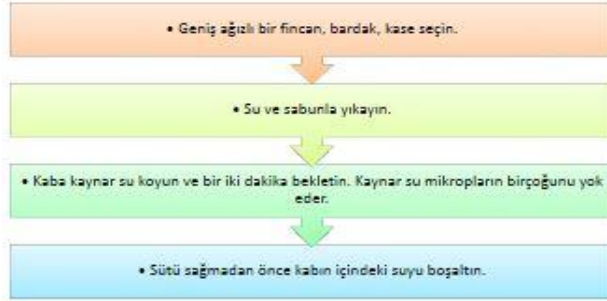 • Geniş ağızlı bir fincan, bardak, kase seçin.
• Su ve sabunla yıkayın.
• Kaba kaynar su koyun ve bir iki dakika bekletin. Kaynar su mikropların birçoğunu yok
eder.
• Sütü sağmadan önce kabın içindeki suyu boşaltın.